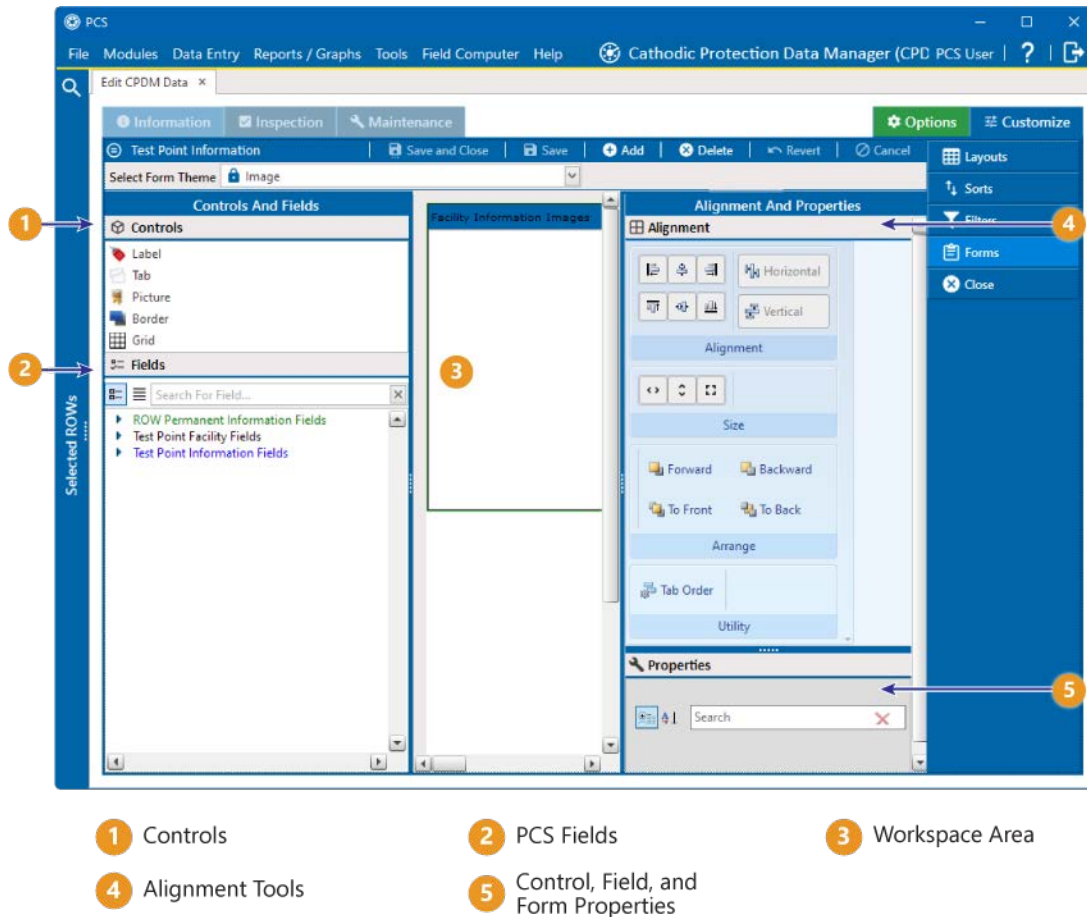 PCS
File Modules Data Entry Reports / Graphs Tools Field Computer Help Cathodic Protection Data Manager (CPD PCS User | ? |
Edit CPDM Data ×
Information Inspection Maintenance Options Customize
Test Point Information | Save and Close | Save | Add | Delete | Revert | Cancel
Select Form Theme Image
Layouts
Sorts
Filters
Forms
Close
Selected ROWs
Controls And Fields
1 Controls
Label
Tab
Picture
Border
Grid
2 Fields
Search For Field...
ROW Permanent Information Fields
Test Point Facility Fields
Test Point Information Fields
Facility Information Images
3
Alignment And Properties
Alignment 4
Horizontal
Vertical
Alignment
Size
Forward Backward
To Front To Back
Arrange
Tab Order
Utility
Properties
5
Search
1 Controls
2 PCS Fields
3 Workspace Area
4 Alignment Tools
5 Control, Field, and
Form Properties